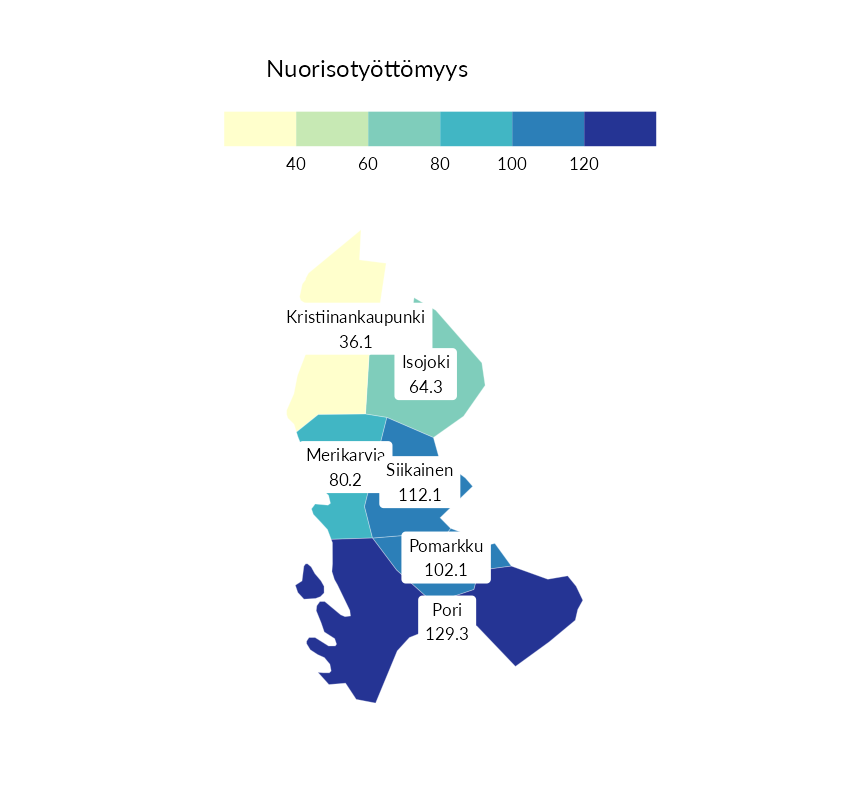 Nuorisotyöttömyys
40 60 80 100 120
Kristiinankaupunki
36.1
Isojoki
64.3
Merikarvia
80.2
Siikainen
112.1
Pomarkku
102.1
Pori
129.3